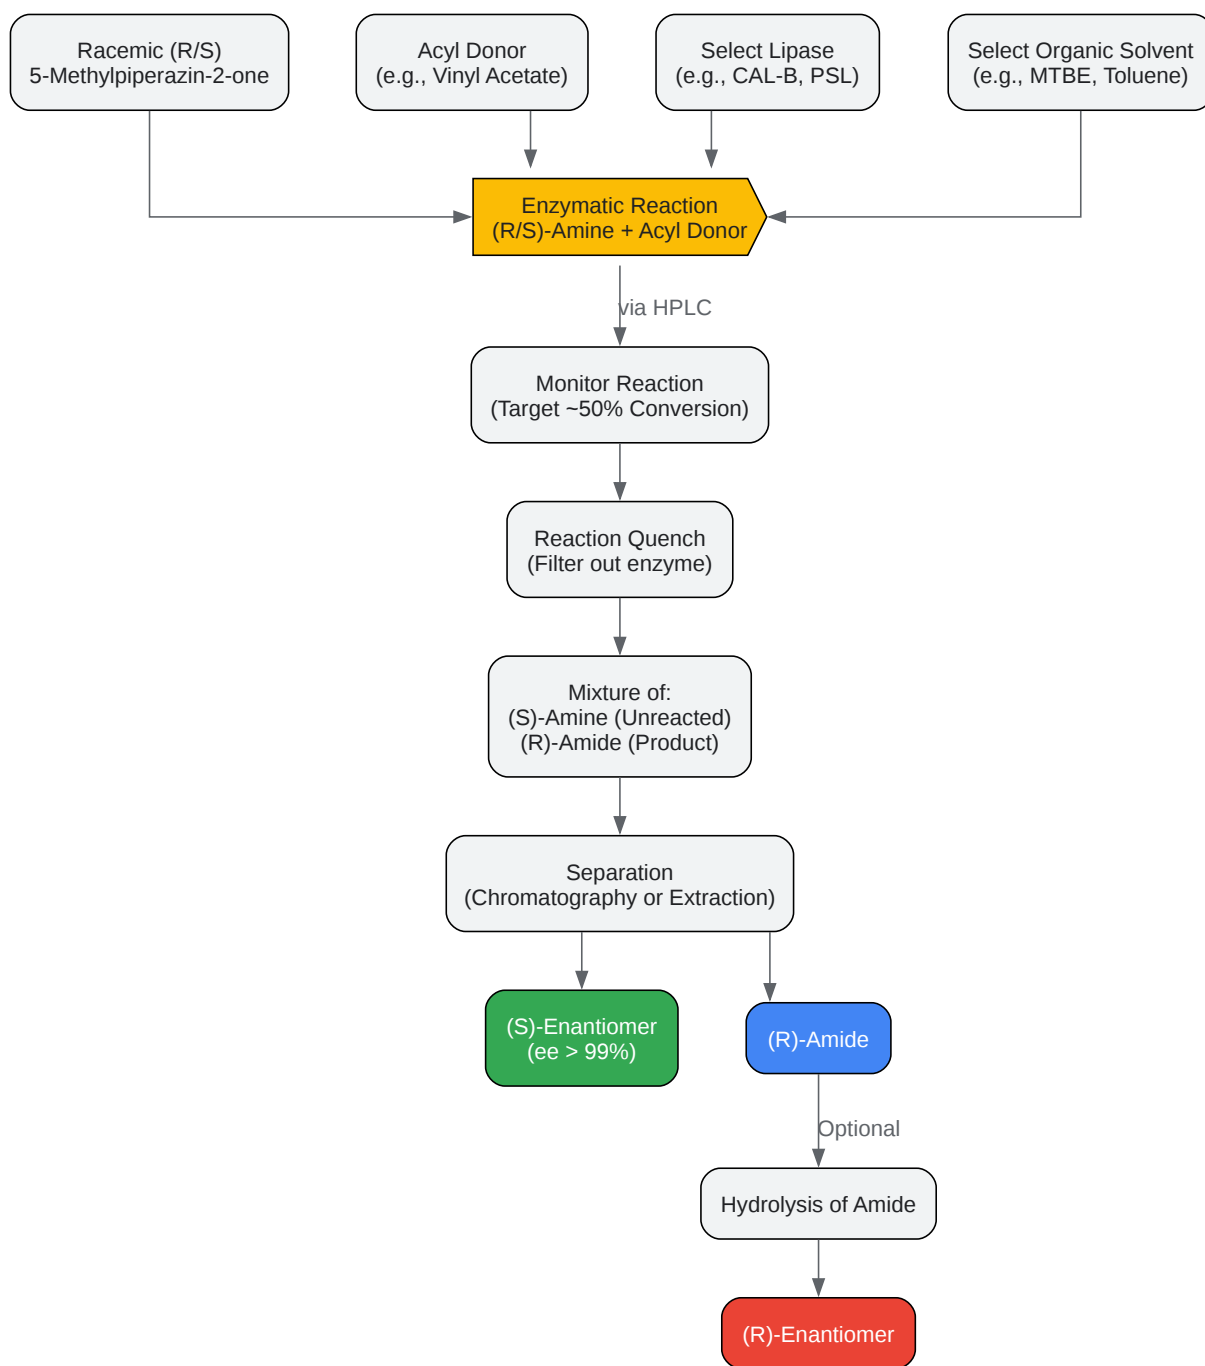 Racemic (R/S)
5-Methylpiperazin-2-one
Acyl Donor
(e.g., Vinyl Acetate)
Select Lipase
(e.g., CAL-B, PSL)
Select Organic Solvent
(e.g., MTBE, Toluene)
Enzymatic Reaction
(R/S)-Amine + Acyl Donor
via HPLC
Monitor Reaction
(Target ~50% Conversion)
Reaction Quench
(Filter out enzyme)
Mixture of:
(S)-Amine (Unreacted)
(R)-Amide (Product)
Separation
(Chromatography or Extraction)
(S)-Enantiomer
(ee > 99%)
(R)-Amide
Optional
Hydrolysis of Amide
(R)-Enantiomer